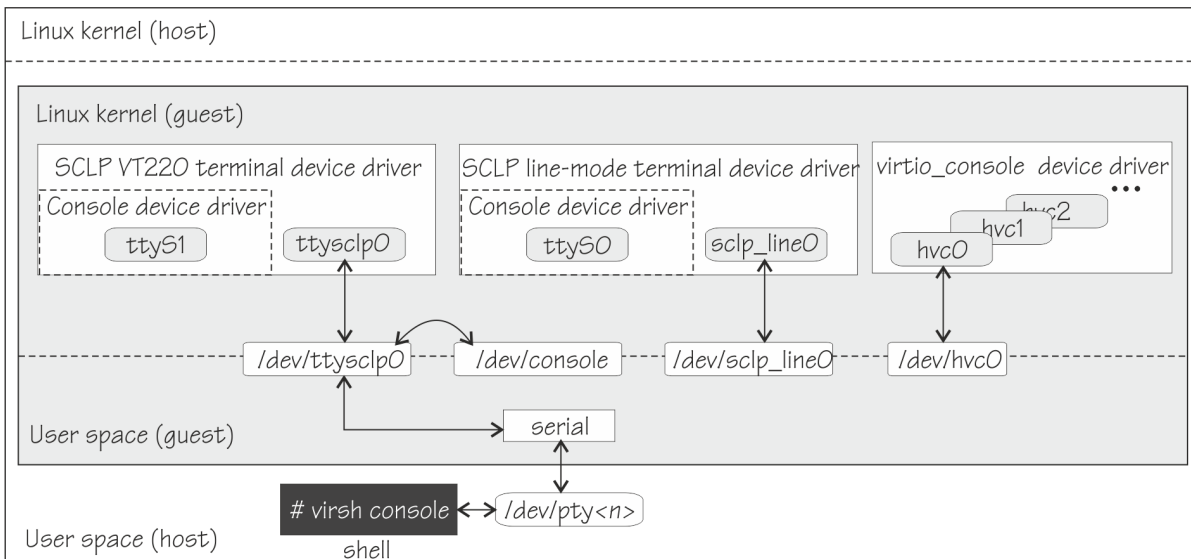 Linux kernel (host)
Linux kernel (guest)
SCLP VT220 terminal device driver
Console device driver
ttyS1
ttysclp0
SCLP line-mode terminal device driver
Console device driver
ttyS0
sclp_line0
virtio_console device driver
...
hvc2
hvc1
hvc0
/dev/ttysclp0
/dev/console
/dev/sclp_line0
/dev/hvc0
serial
User space (guest)
# virsh console
/dev/pty<n>
shell
User space (host)